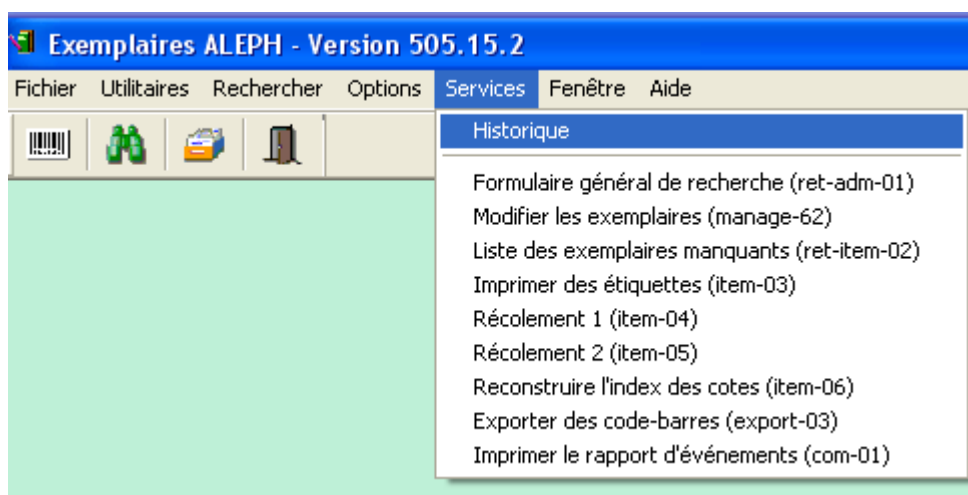 Exemplaires ALEPH - Version 505.15.2
Fichier Utilitaires Rechercher Options Services Fenêtre Aide
Historique
Formulaire général de recherche (ret-adm-01)
Modifier les exemplaires (manage-62)
Liste des exemplaires manquants (ret-item-02)
Imprimer des étiquettes (item-03)
Récolement 1 (item-04)
Récolement 2 (item-05)
Reconstruire l'index des cotes (item-06)
Exporter des code-barres (export-03)
Imprimer le rapport d'événements (com-01)